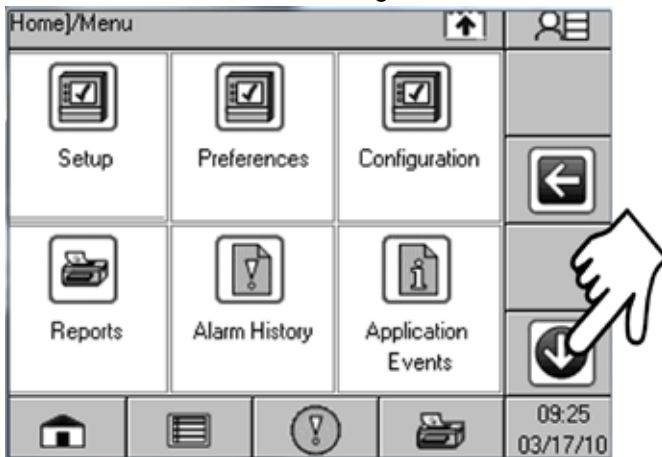 Home]/Menu
Setup
Preferences
Configuration
Reports
Alarm History
Application
Events
09:25
03/17/10